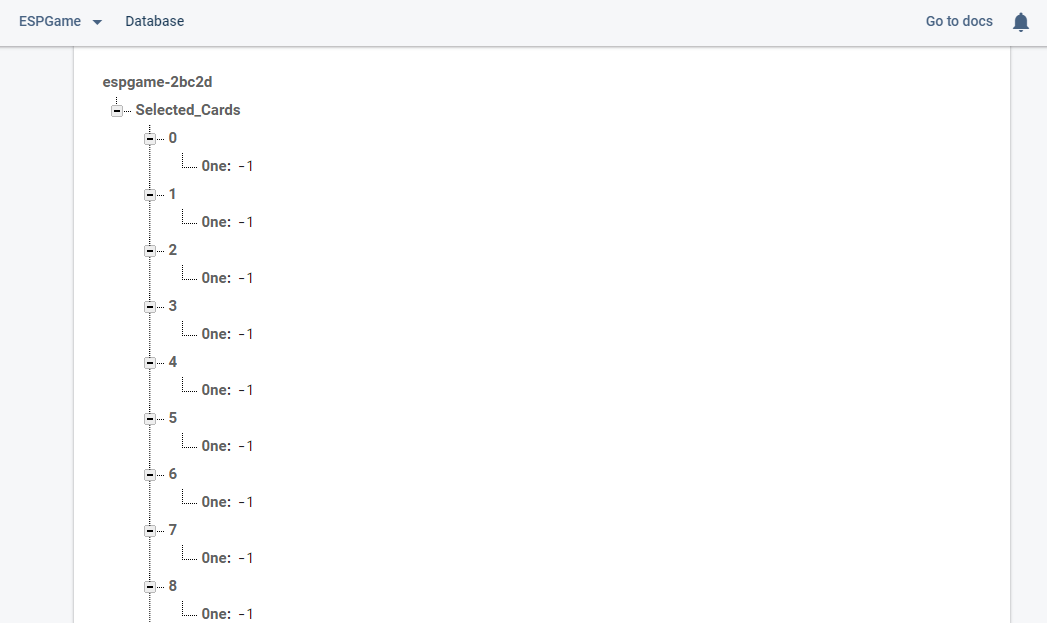 ESPGame Database Go to docs
espgame-2bc2d
Selected_Cards
0
One: -1
1
One: -1
2
One: -1
3
One: -1
4
One: -1
5
One: -1
6
One: -1
7
One: -1
8
One: -1